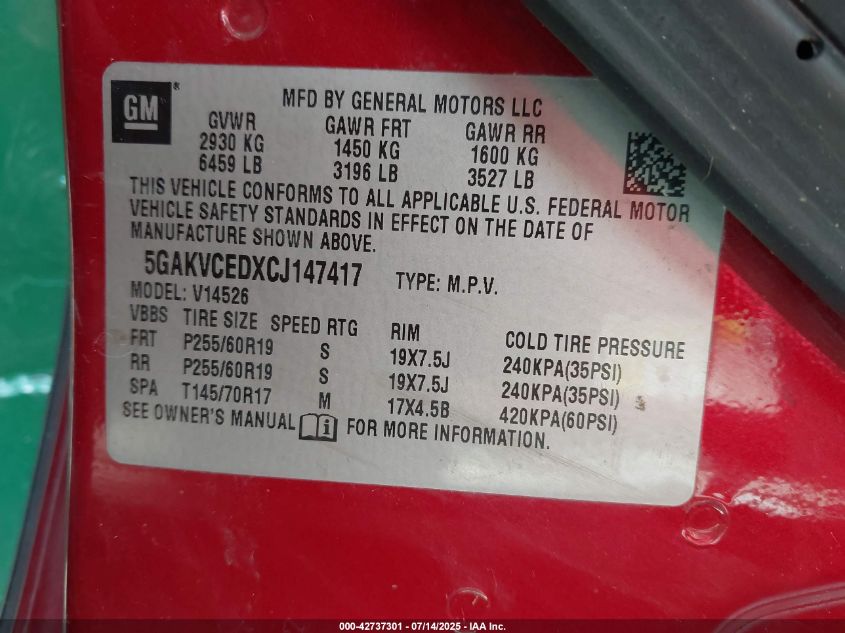 GM®
MFD BY GENERAL MOTORS LLC
GVWR GAWR FRT GAWR RR
2930 KG 1450 KG 1600 KG
6459 LB 3196 LB 3527 LB
THIS VEHICLE CONFORMS TO ALL APPLICABLE U.S. FEDERAL MOTOR
VEHICLE SAFETY STANDARDS IN EFFECT ON THE DATE OF
MANUFACTURE SHOWN ABOVE.
5GAKVCEDXCJ147417 TYPE: M.P.V.
MODEL: V14526
VBBS TIRE SIZE SPEED RTG RIM COLD TIRE PRESSURE
FRT P255/60R19 S 19X7.5J 240KPA(35PSI)
RR P255/60R19 S 19X7.5J 240KPA(35PSI)
SPA T145/70R17 M 17X4.5B 420KPA(60PSI)
SEE OWNER'S MANUAL i FOR MORE INFORMATION.
000-42737301 - 07/14/2025 - IAA Inc.